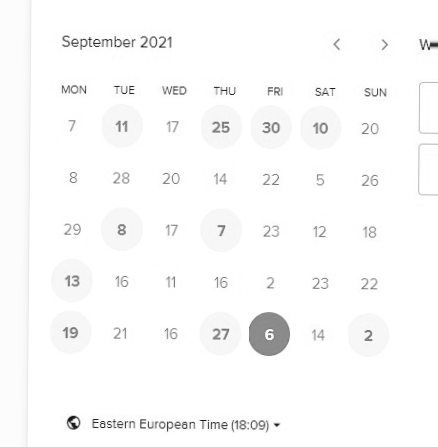 September 2021
MON TUE WED THU FRI SAT SUN
7 11 17 25 30 10 20
8 28 20 14 22 5 26
29 8 17 7 23 12 18
13 16 11 16 2 23 22
19 21 16 27 6 14 2
Eastern European Time (18:09)